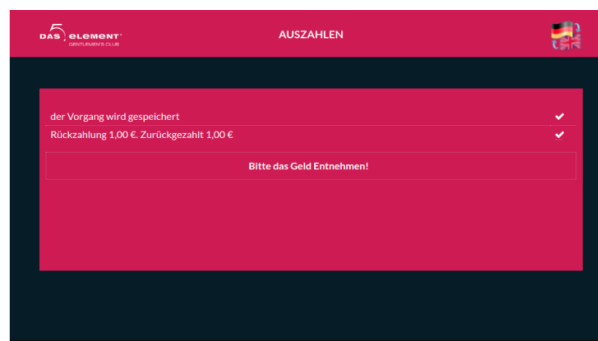 DAS 5. ELEMENT
GENTLEMEN'S CLUB
AUSZAHLEN
der Vorgang wird gespeichert
Rückzahlung 1,00 €. Zurückgezahlt 1,00 €
Bitte das Geld Entnehmen!